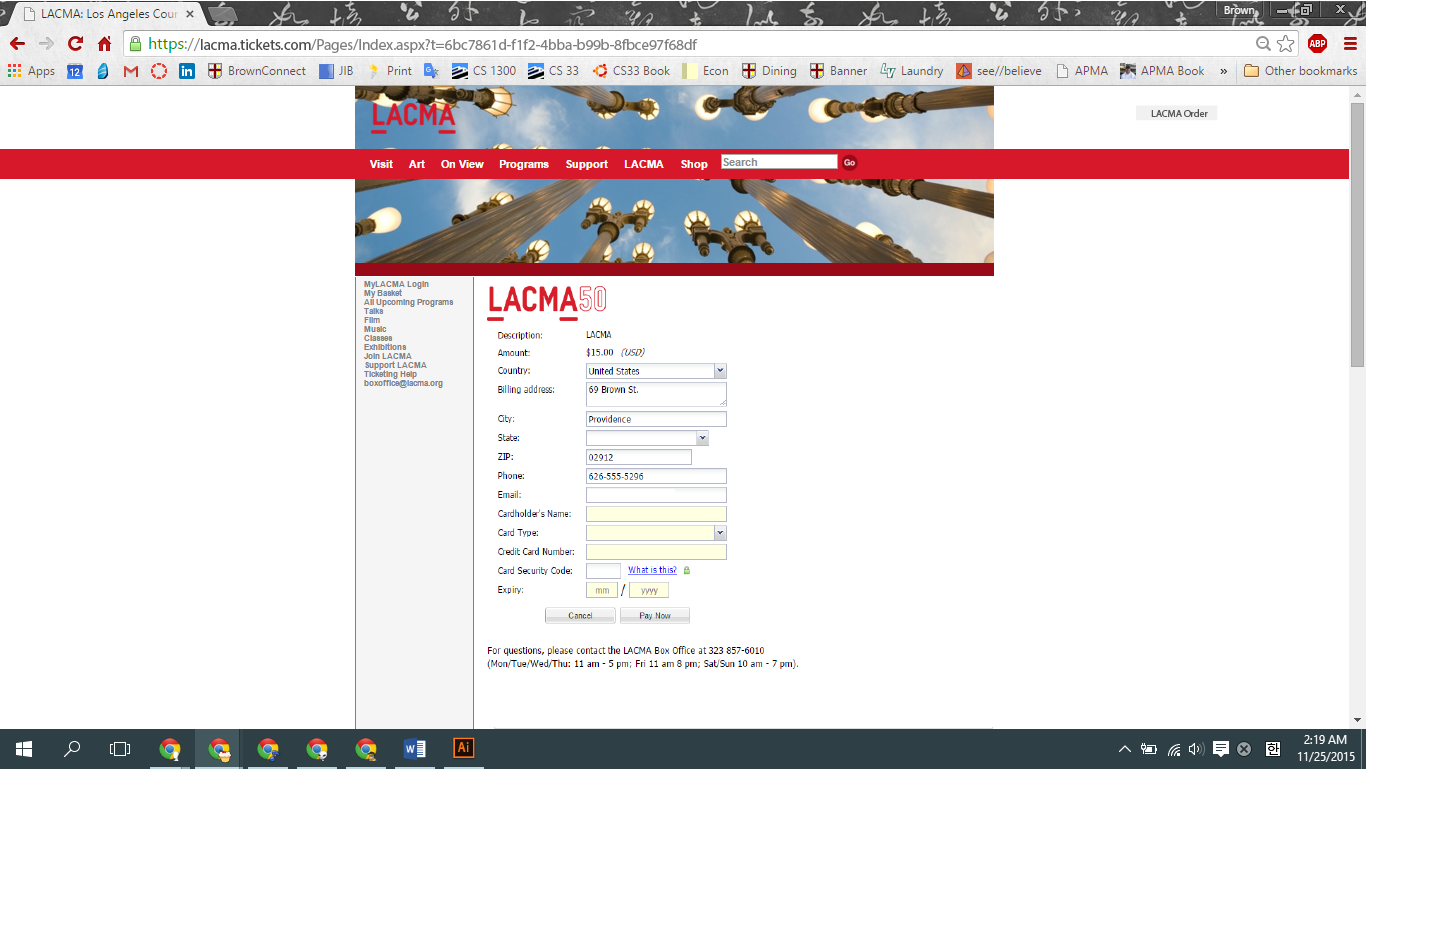 LACMA: Los Angeles Coun
Brown
https://lacma.tickets.com/Pages/Index.aspx?t=6bc7861d-f1f2-4bba-b99b-8fbce97f68df
ABP
Apps 12 BrownConnect JIB Print CS 1300 CS 33 CS33 Book Econ Dining Banner Laundry see//believe APMA APMA Book » Other bookmarks
LACMA
LACMA Order
Visit Art On View Programs Support LACMA Shop Search Go
MyLACMA Login
My Basket
All Upcoming Programs
Talks
Film
Music
Classes
Exhibitions
Join LACMA
Support LACMA
Ticketing Help
boxoffice@lacma.org
LACMA50
Description: LACMA
Amount: $15.00 (USD)
Country: United States
Billing address: 69 Brown St.
City: Providence
State:
ZIP: 02912
Phone: 626-555-5296
Email:
Cardholder's Name:
Card Type:
Credit Card Number:
Card Security Code: What is this?
Expiry: mm / yyyy
Cancel Pay Now
For questions, please contact the LACMA Box Office at 323 857-6010
(Mon/Tue/Wed/Thu: 11 am - 5 pm; Fri 11 am 8 pm; Sat/Sun 10 am - 7 pm).
W Ai 한 2:19 AM
11/25/2015